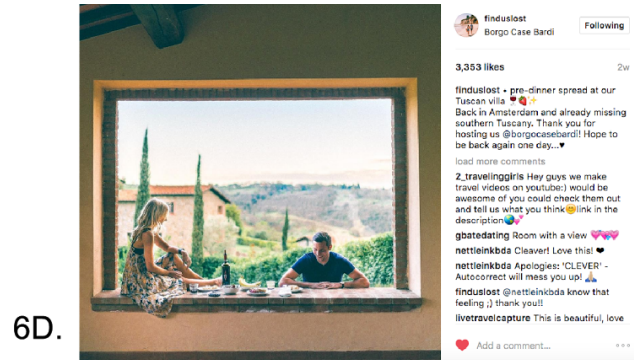 finduslost
Following
Borgo Case Bardi
3,353 likes
2w
finduslost • pre-dinner spread at our
Tuscan villa 🍷🍓✨
Back in Amsterdam and already missing
southern Tuscany. Thank you for
hosting us @borgocasebardi! Hope to
be back again one day...♥
load more comments
2_travelinggirls Hey guys we make
travel videos on youtube:) would be
awesome of you could check them out
and tell us what you think😊link in the
description🌍💕
gbatedating Room with a view 💖💖💖
nettleinkbda Cleaver! Love this! ❤
nettleinkbda Apologies: 'CLEVER' -
Autocorrect will mess you up! 🙏
finduslost @nettleinkbda know that
feeling ;) thank you!!
livetravelcapture This is beautiful, love
Add a comment...
6D.